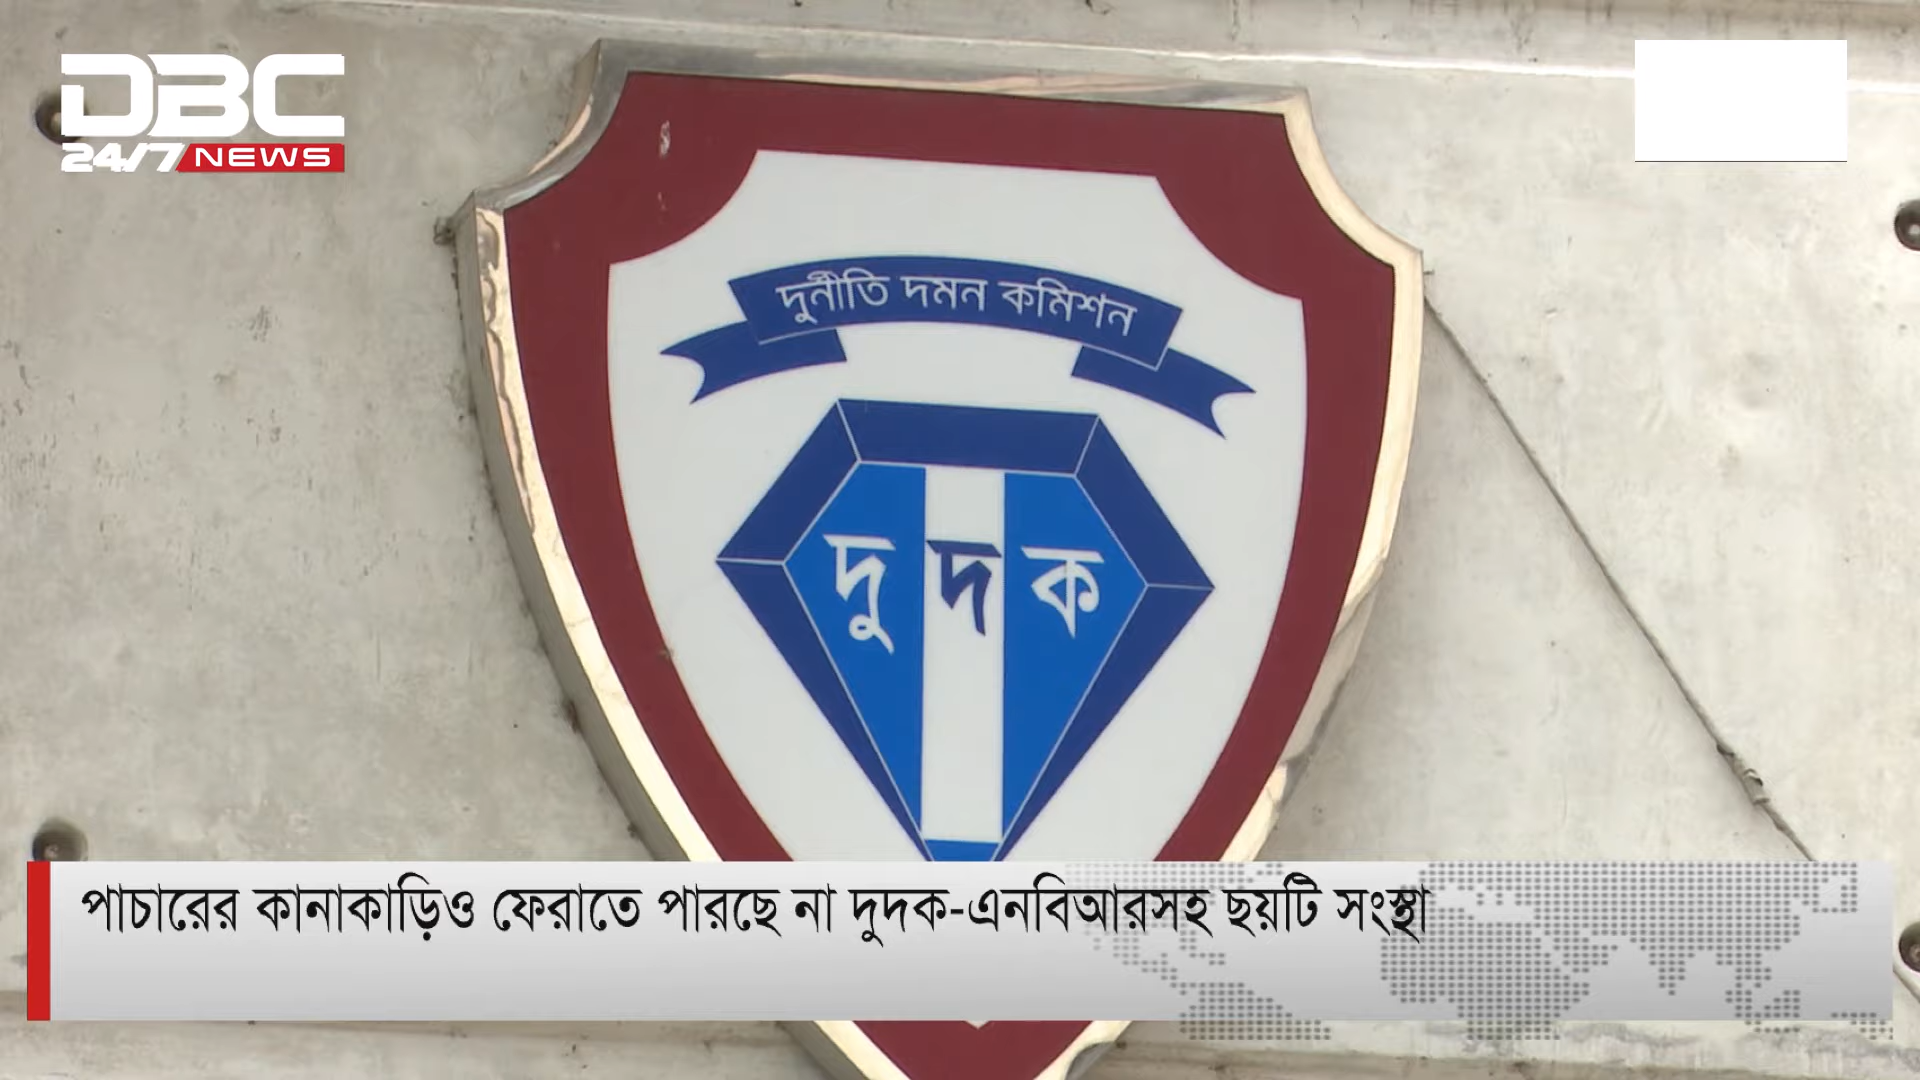 DBC
24/7 NEWS
দুর্নীতি দমন কমিশন
দুদক
পাচারের কানাকাড়িও ফেরাতে পারছে না দুদক-এনবিআরসহ ছয়টি সংস্থা